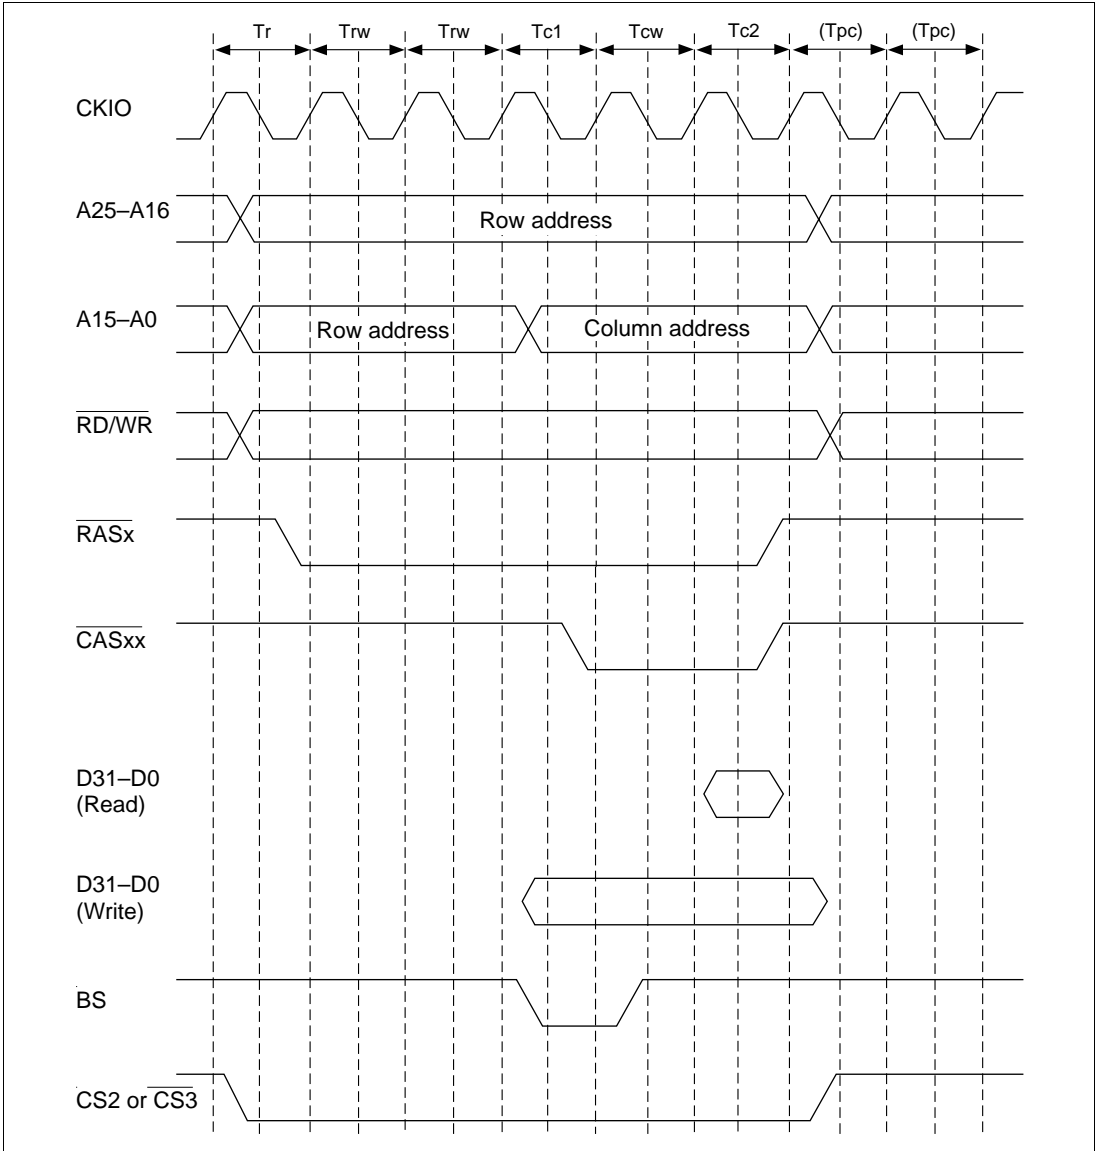 Tr Trw Trw Tc1 Tcw Tc2 (Tpc) (Tpc)
CKIO
A25–A16
Row address
A15–A0
Row address
Column address
RD/WR
RASx
CASxx
D31–D0
(Read)
D31–D0
(Write)
BS
CS2 or CS3